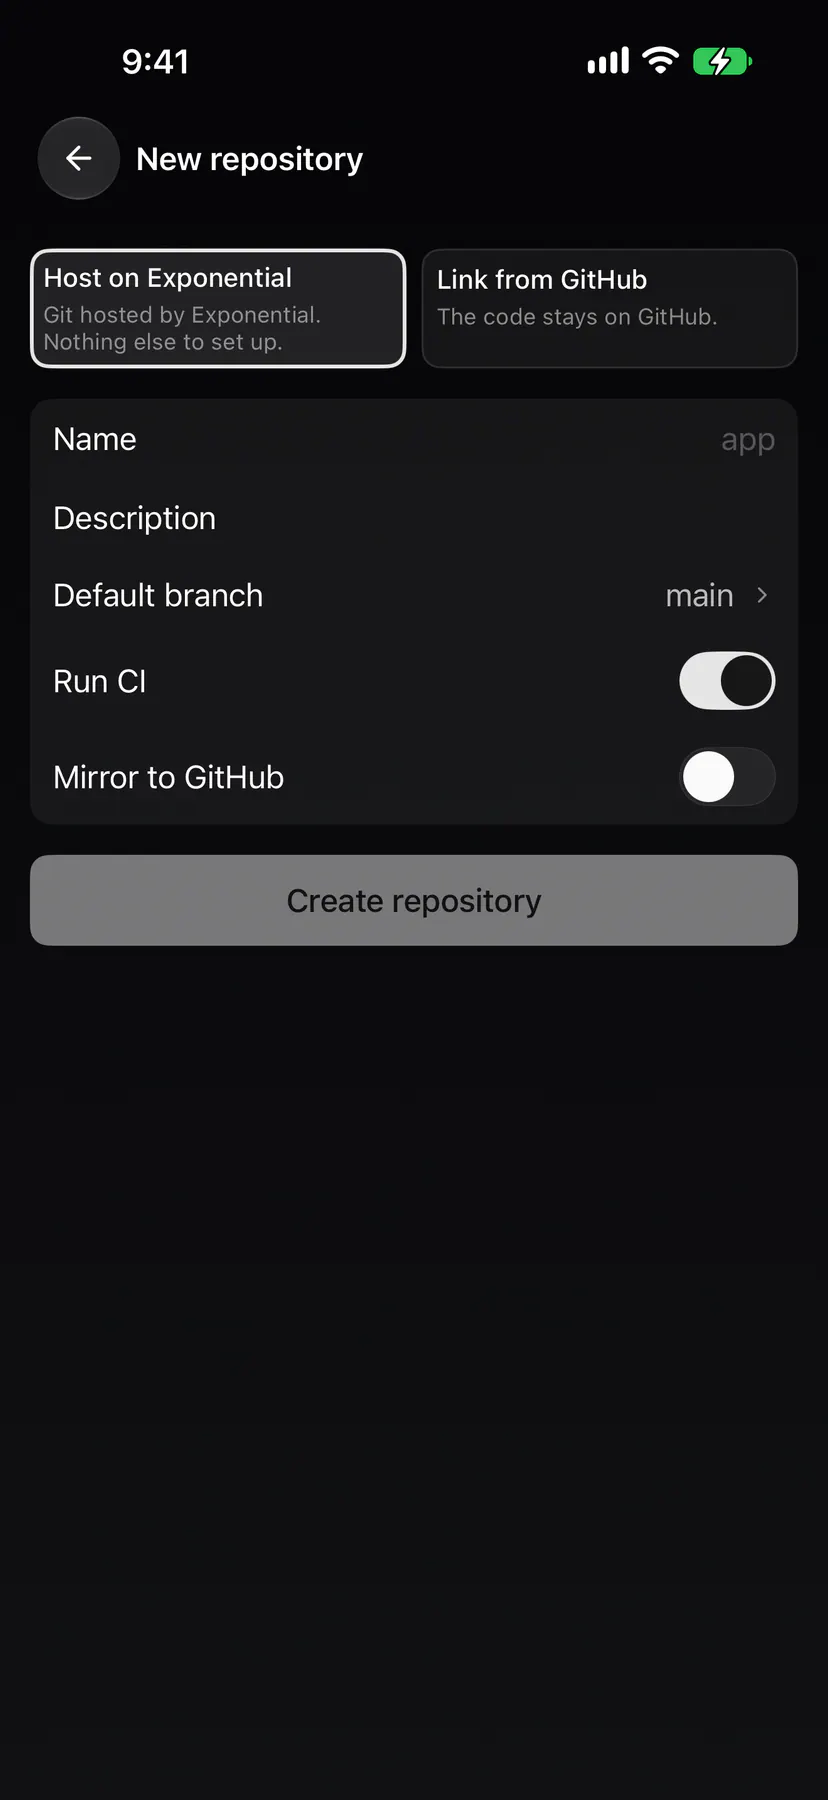 9:41
New repository
Host on Exponential
Git hosted by Exponential.
Nothing else to set up.
Link from GitHub
The code stays on GitHub.
Name
app
Description
Default branch
main
Run CI
Mirror to GitHub
Create repository